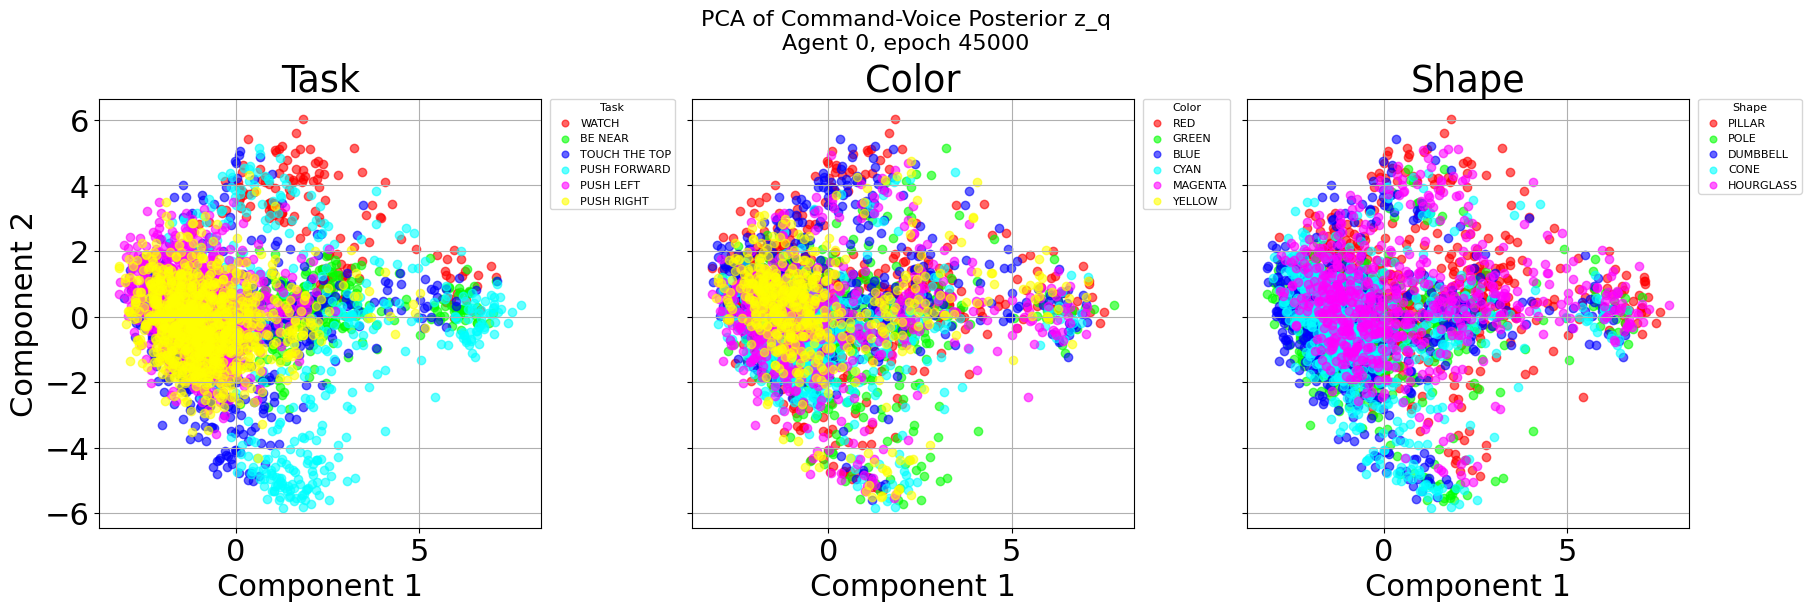 PCA of Command-Voice Posterior z_q
Agent 0, epoch 45000
Task
Component 2
6
4
2
0
−2
−4
−6
0 5
Component 1
Task
WATCH
BE NEAR
TOUCH THE TOP
PUSH FORWARD
PUSH LEFT
PUSH RIGHT
Color
0 5
Component 1
Color
RED
GREEN
BLUE
CYAN
MAGENTA
YELLOW
Shape
0 5
Component 1
Shape
PILLAR
POLE
DUMBBELL
CONE
HOURGLASS